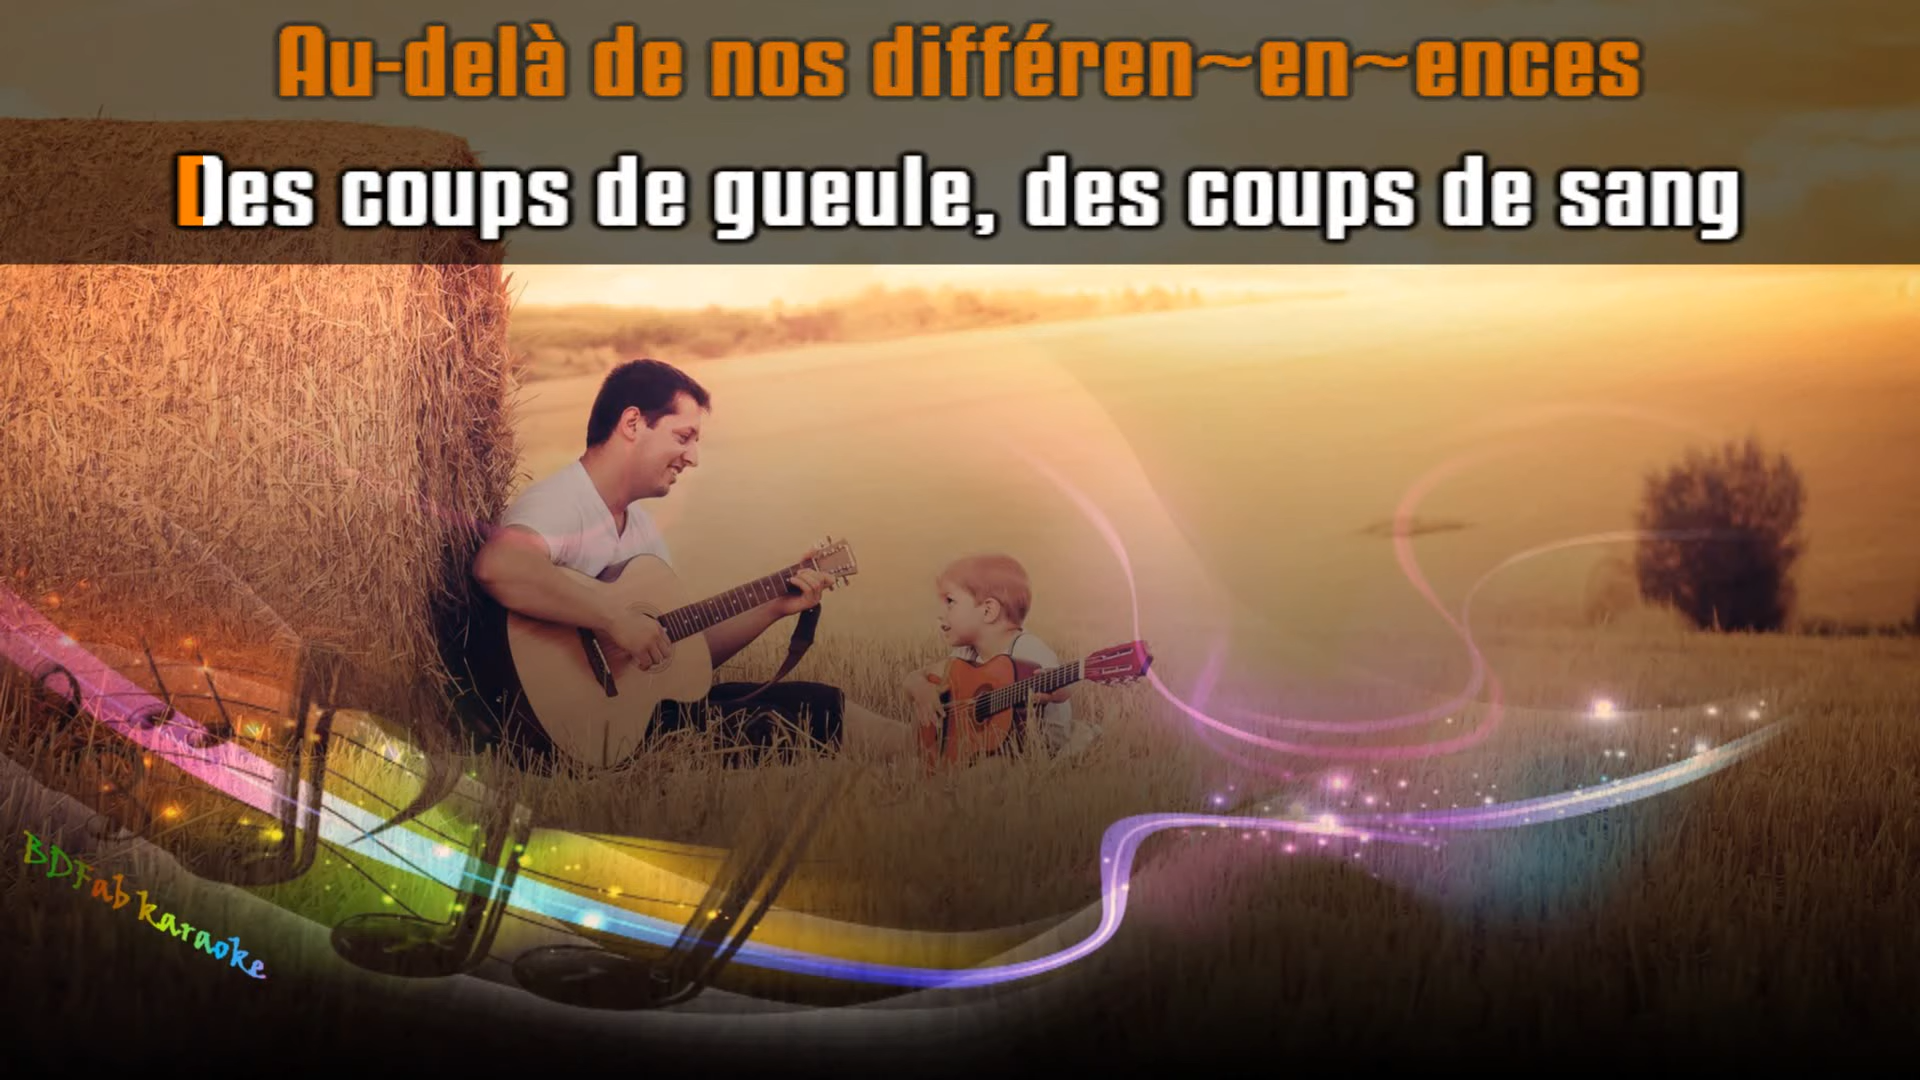 Au-delà de nos différen~en~ences
Des coups de gueule, des coups de sang
BDFab karaoke